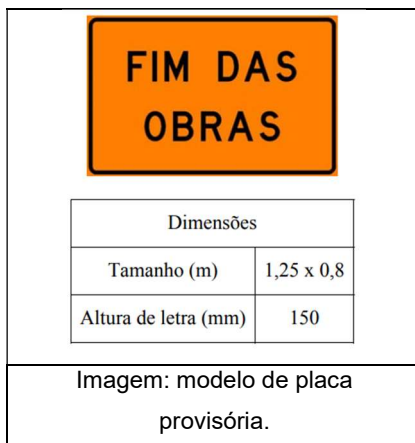 FIM DAS
OBRAS
Dimensões
Tamanho (m) 1,25 x 0,8
Altura de letra (mm) 150
Imagem: modelo de placa
provisória.